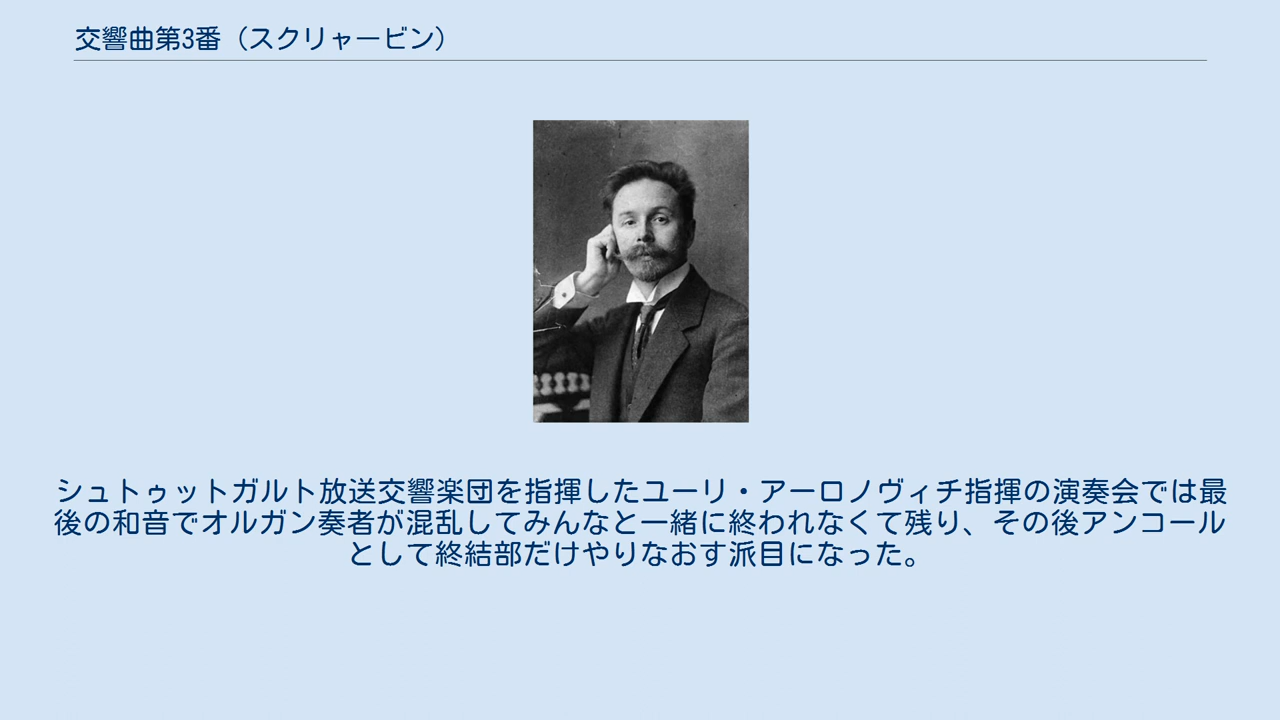 交響曲第3番（スクリャービン）
シュトゥットガルト放送交響楽団を指揮したユーリ・アーロノヴィチ指揮の演奏会では最
後の和音でオルガン奏者が混乱してみんなと一緒に終われなくて残り、その後アンコール
として終結部だけやりなおす派目になった。